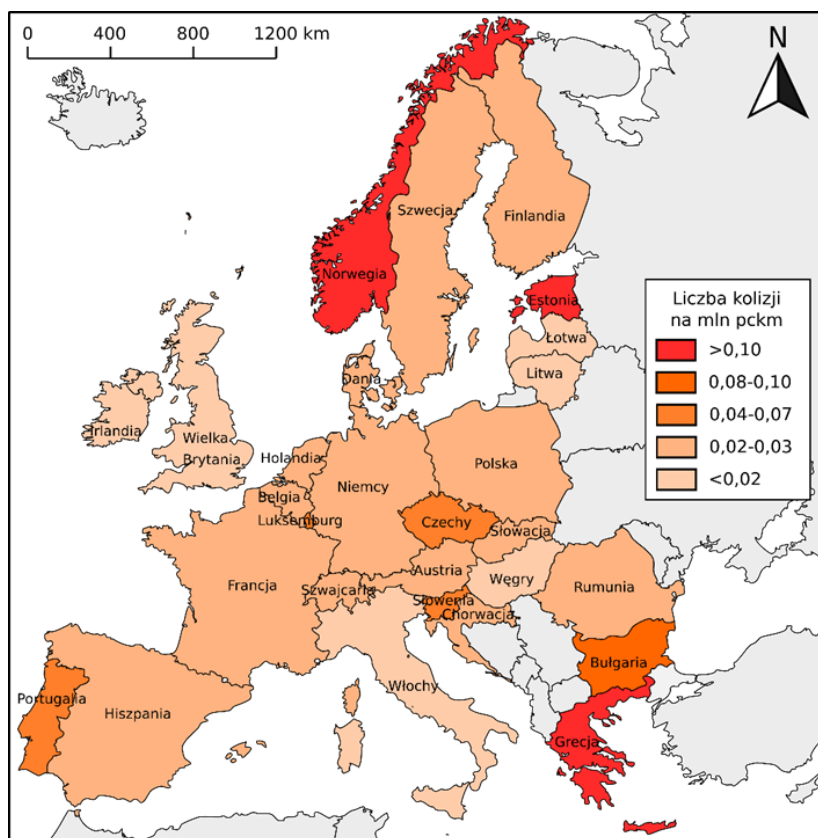 0 400 800 1200 km
N
Szwecja
Finlandia
Norwegia
Estonia
Liczba kolizji
na mln pckm
>0,10
0,08-0,10
0,04-0,07
0,02-0,03
<0,02
Łotwa
Litwa
Dania
Irlandia
Wielka
Brytania
Holandia
Polska
Niemcy
Belgia
Luksemburg
Czechy
Słowacja
Austria
Węgry
Rumunia
Francja
Szwajcaria
Słowenia
Chorwacja
Bułgaria
Włochy
Portugalia
Hiszpania
Grecja